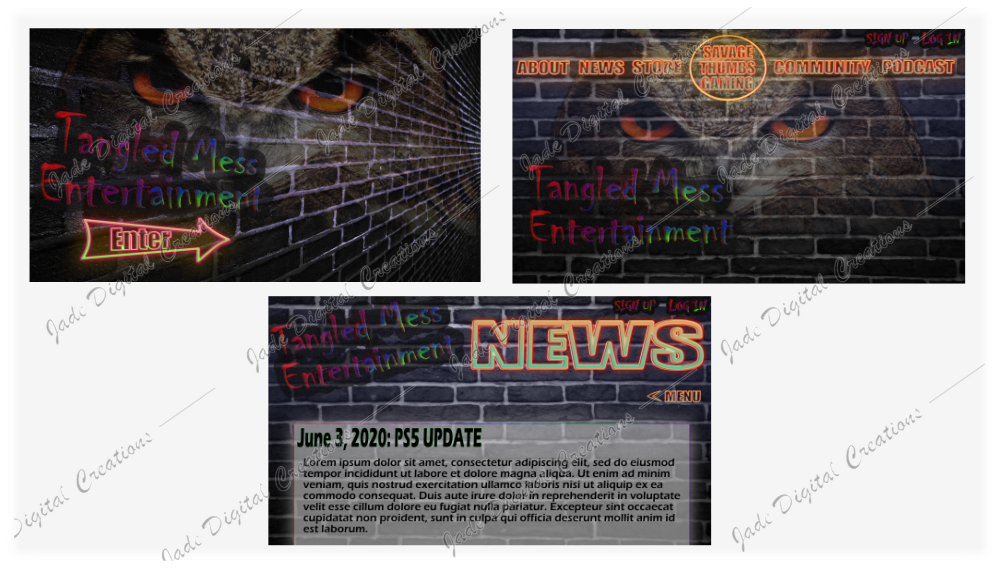 Tangled Mess
Entertainment
Enter
SIGN UP - LOG IN
ABOUT NEWS STORE SAVAGE THUMBS GAMING COMMUNITY PODCAST
Tangled Mess
Entertainment
SIGN UP - LOG IN
Tangled Mess
Entertainment
NEWS
< MENU
June 3, 2020: PS5 UPDATE
Lorem ipsum dolor sit amet, consectetur adipiscing elit, sed do eiusmod
tempor incididunt ut labore et dolore magna aliqua. Ut enim ad minim
veniam, quis nostrud exercitation ullamco laboris nisi ut aliquip ex ea
commodo consequat. Duis aute irure dolor in reprehenderit in voluptate
velit esse cillum dolore eu fugiat nulla pariatur. Excepteur sint occaecat
cupidatat non proident, sunt in culpa qui officia deserunt mollit anim id
est laborum.
Jade Digital Creations